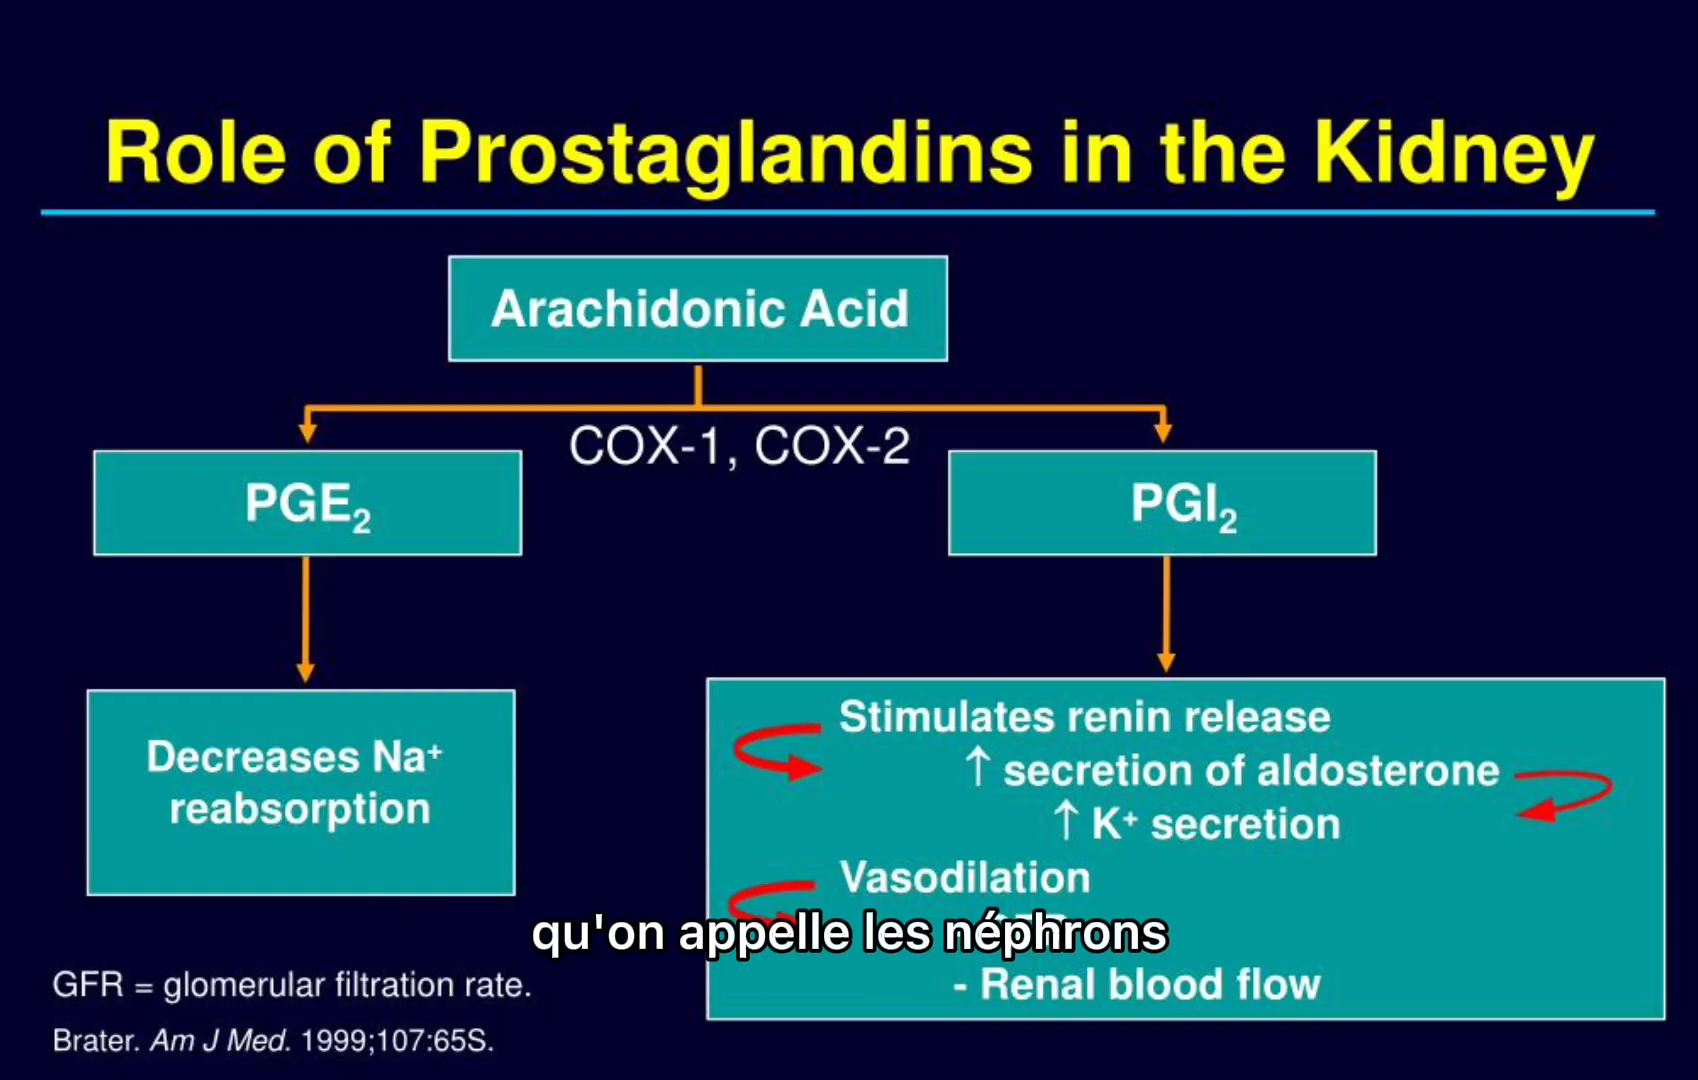 Role of Prostaglandins in the Kidney
Arachidonic Acid
COX-1, COX-2
PGE₂
PGI₂
Decreases Na⁺
reabsorption
Stimulates renin release
↑ secretion of aldosterone
↑ K⁺ secretion
Vasodilation
- Renal blood flow
qu'on appelle les néphrons
GFR = glomerular filtration rate.
Brater. Am J Med. 1999;107:65S.